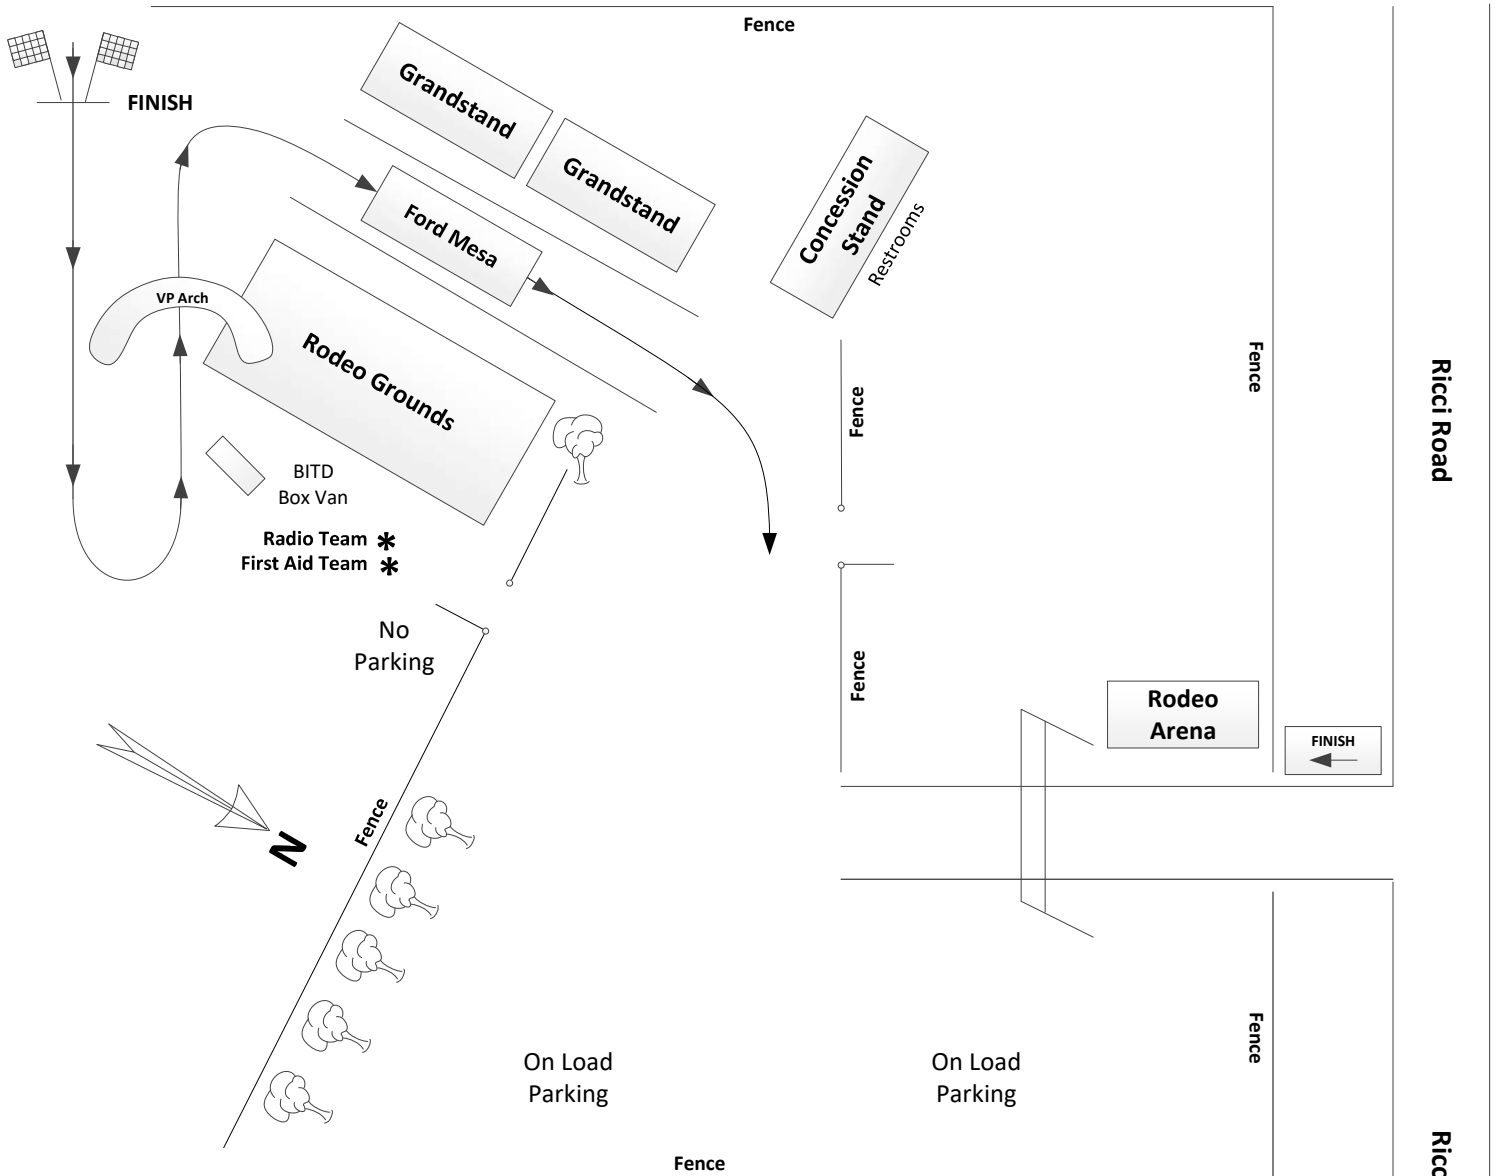 Fence
FINISH
Grandstand
Grandstand
Concession
Stand
Restrooms
Ford Mesa
VP Arch
Rodeo Grounds
Fence
Ricci Road
Fence
BITD
Box Van
Radio Team *
First Aid Team *
No
Parking
Fence
Rodeo
Arena
FINISH
N
Fence
Fence
On Load
Parking
On Load
Parking
Fence
Ricc